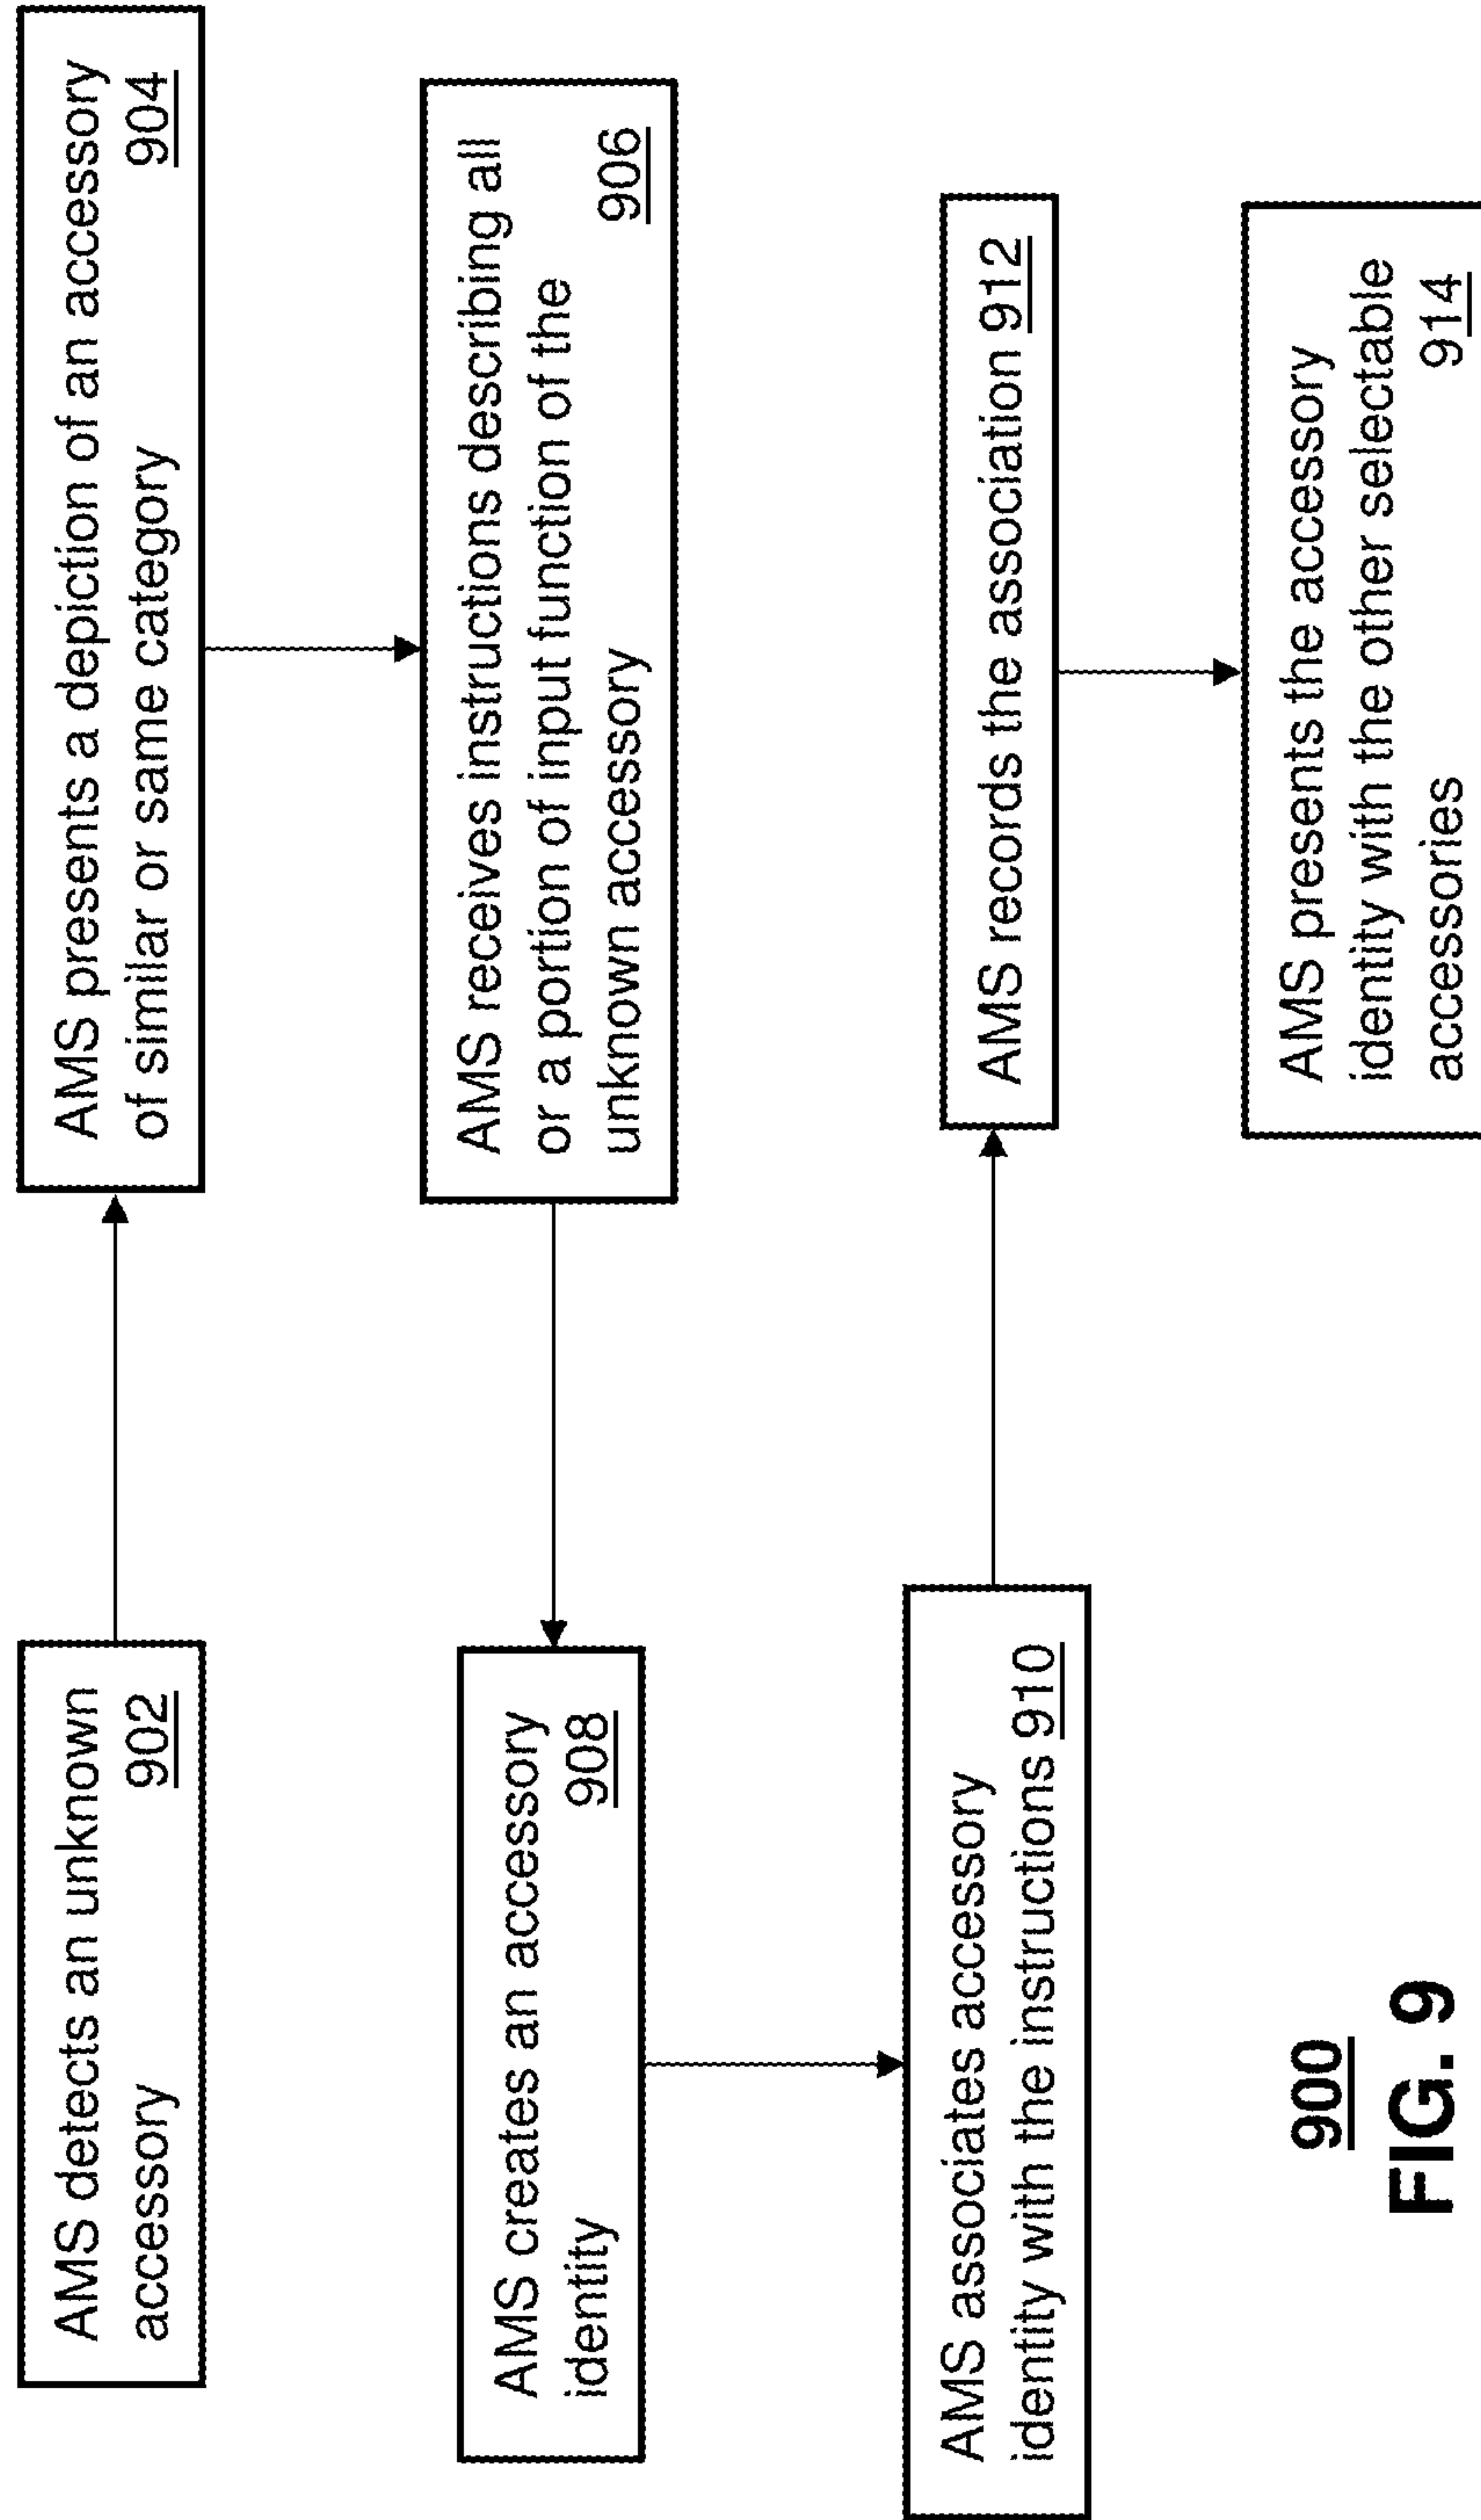 AMS detects an unknown
accessory 902
AMS presents a depiction of an accessory
of similar or same category 904
AMS receives instructions describing all
or a portion of input function of the
unknown accessory 906
AMS creates an accessory
identity 908
AMS associates accessory
identity with the instructions 910
AMS records the association 912
AMS presents the accessory
identity with the other selectable
accessories 914
900
FIG. 9